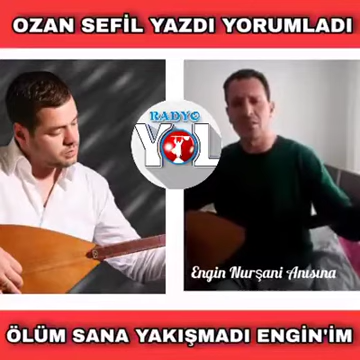 OZAN SEFİL YAZDI YORUMLADI
RADYO
YOL
Engin Nurşani Anısına
ÖLÜM SANA YAKIŞMADI ENGİN'İM